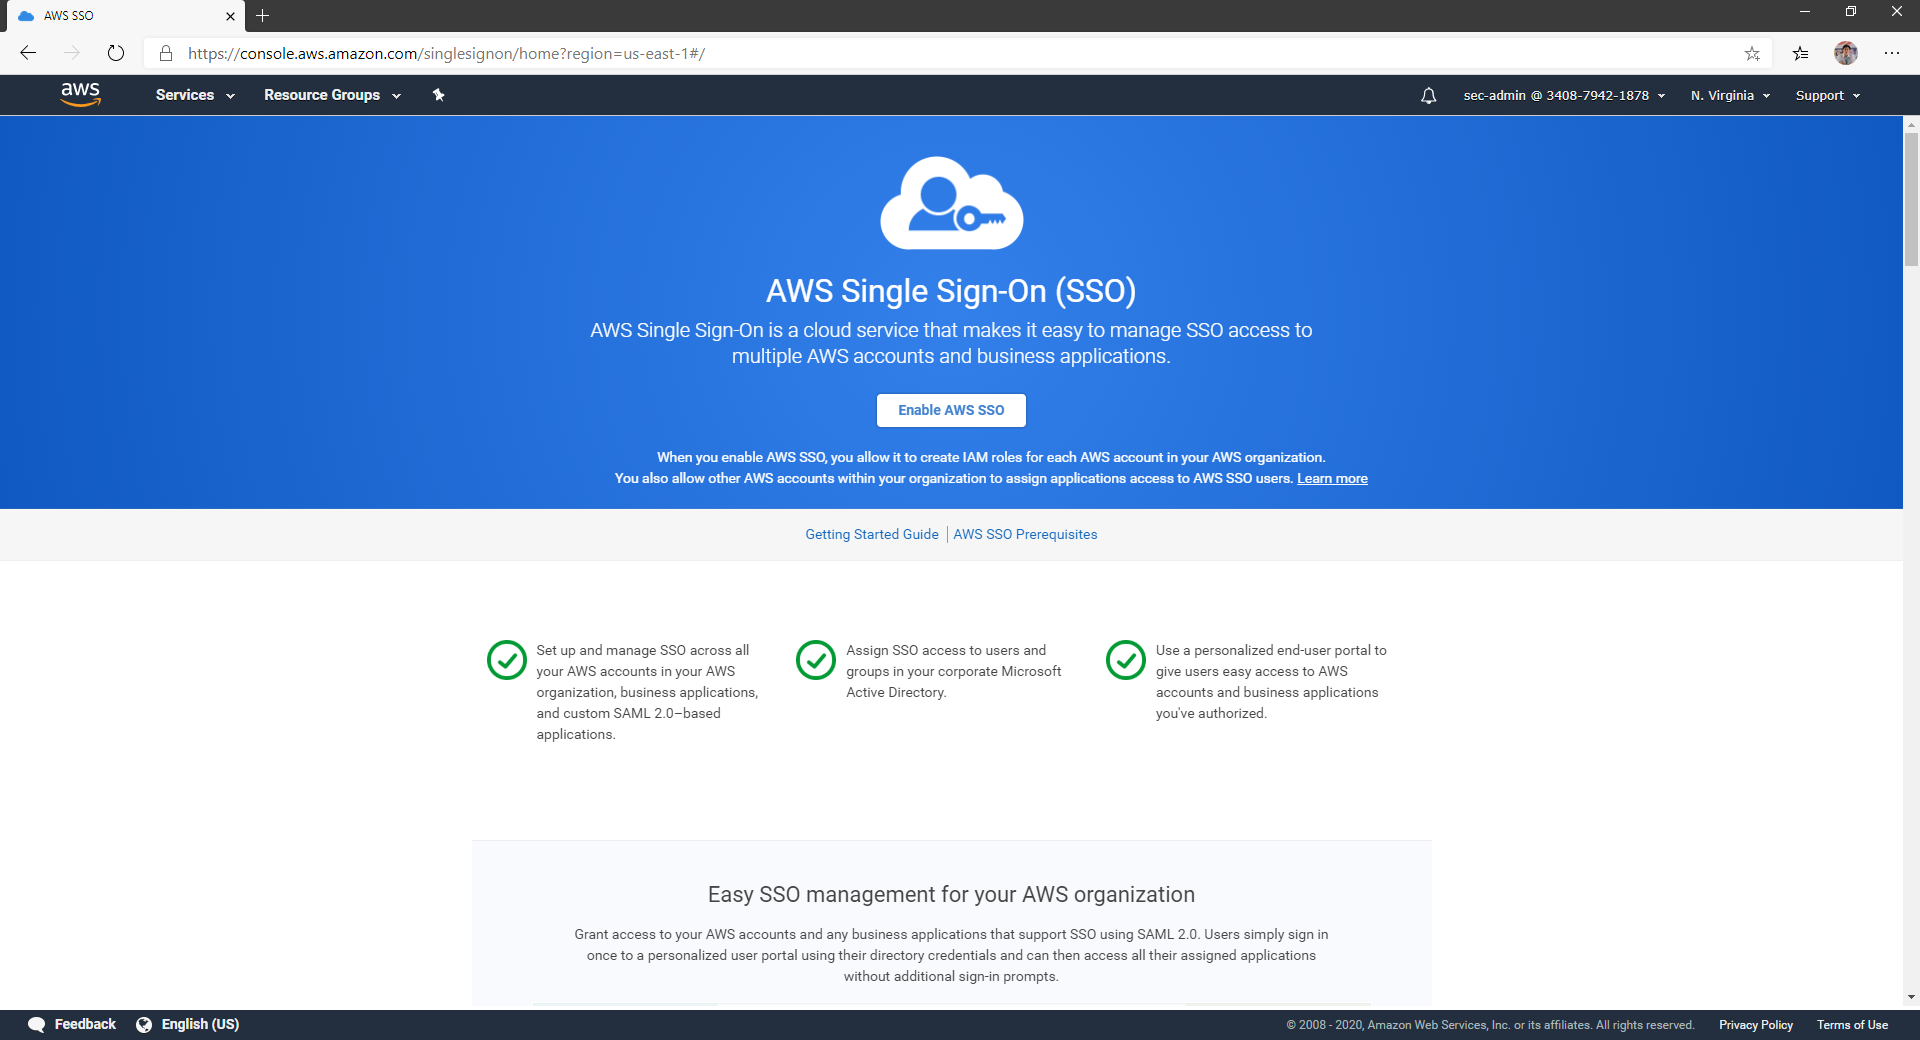 AWS SSO
https://console.aws.amazon.com/singlesignon/home?region=us-east-1#/
aws
Services
Resource Groups
sec-admin @ 3408-7942-1878
N. Virginia
Support
AWS Single Sign-On (SSO)
AWS Single Sign-On is a cloud service that makes it easy to manage SSO access to
multiple AWS accounts and business applications.
Enable AWS SSO
When you enable AWS SSO, you allow it to create IAM roles for each AWS account in your AWS organization.
You also allow other AWS accounts within your organization to assign applications access to AWS SSO users. Learn more
Getting Started Guide
AWS SSO Prerequisites
Set up and manage SSO across all
your AWS accounts in your AWS
organization, business applications,
and custom SAML 2.0–based
applications.
Assign SSO access to users and
groups in your corporate Microsoft
Active Directory.
Use a personalized end-user portal to
give users easy access to AWS
accounts and business applications
you've authorized.
Easy SSO management for your AWS organization
Grant access to your AWS accounts and any business applications that support SSO using SAML 2.0. Users simply sign in
once to a personalized user portal using their directory credentials and can then access all their assigned applications
without additional sign-in prompts.
Feedback
English (US)
© 2008 - 2020, Amazon Web Services, Inc. or its affiliates. All rights reserved.
Privacy Policy
Terms of Use